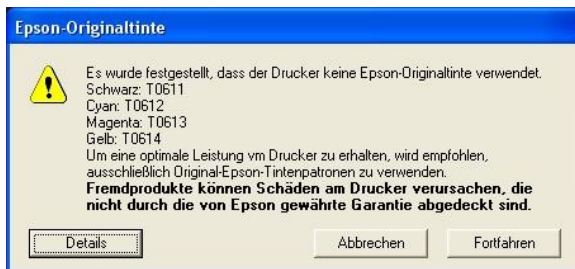 Epson-Originaltinte
Es wurde festgestellt, dass der Drucker keine Epson-Originaltinte verwendet.
Schwarz: T0611
Cyan: T0612
Magenta: T0613
Gelb: T0614
Um eine optimale Leistung vm Drucker zu erhalten, wird empfohlen,
ausschließlich Original-Epson-Tintenpatronen zu verwenden.
Fremdprodukte können Schäden am Drucker verursachen, die
nicht durch die von Epson gewährte Garantie abgedeckt sind.
Details Abbrechen Fortfahren